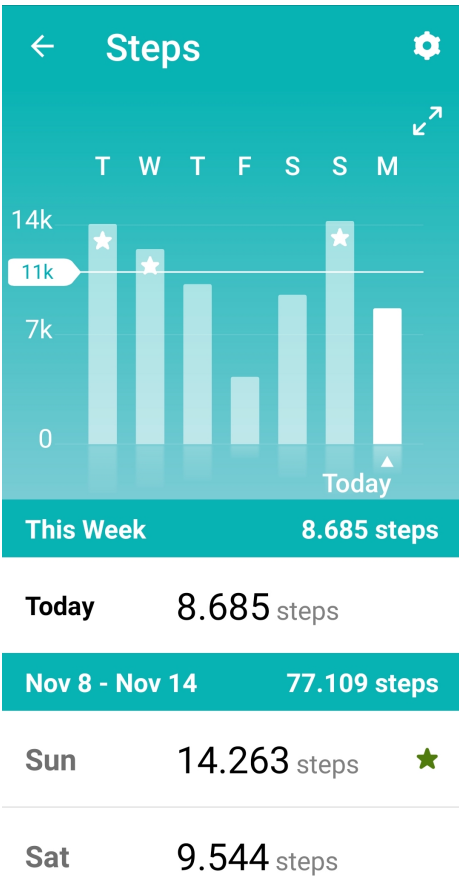 Steps
T W T F S S M
14k
11k
7k
0
Today
This Week 8.685 steps
Today 8.685 steps
Nov 8 - Nov 14 77.109 steps
Sun 14.263 steps
Sat 9.544 steps